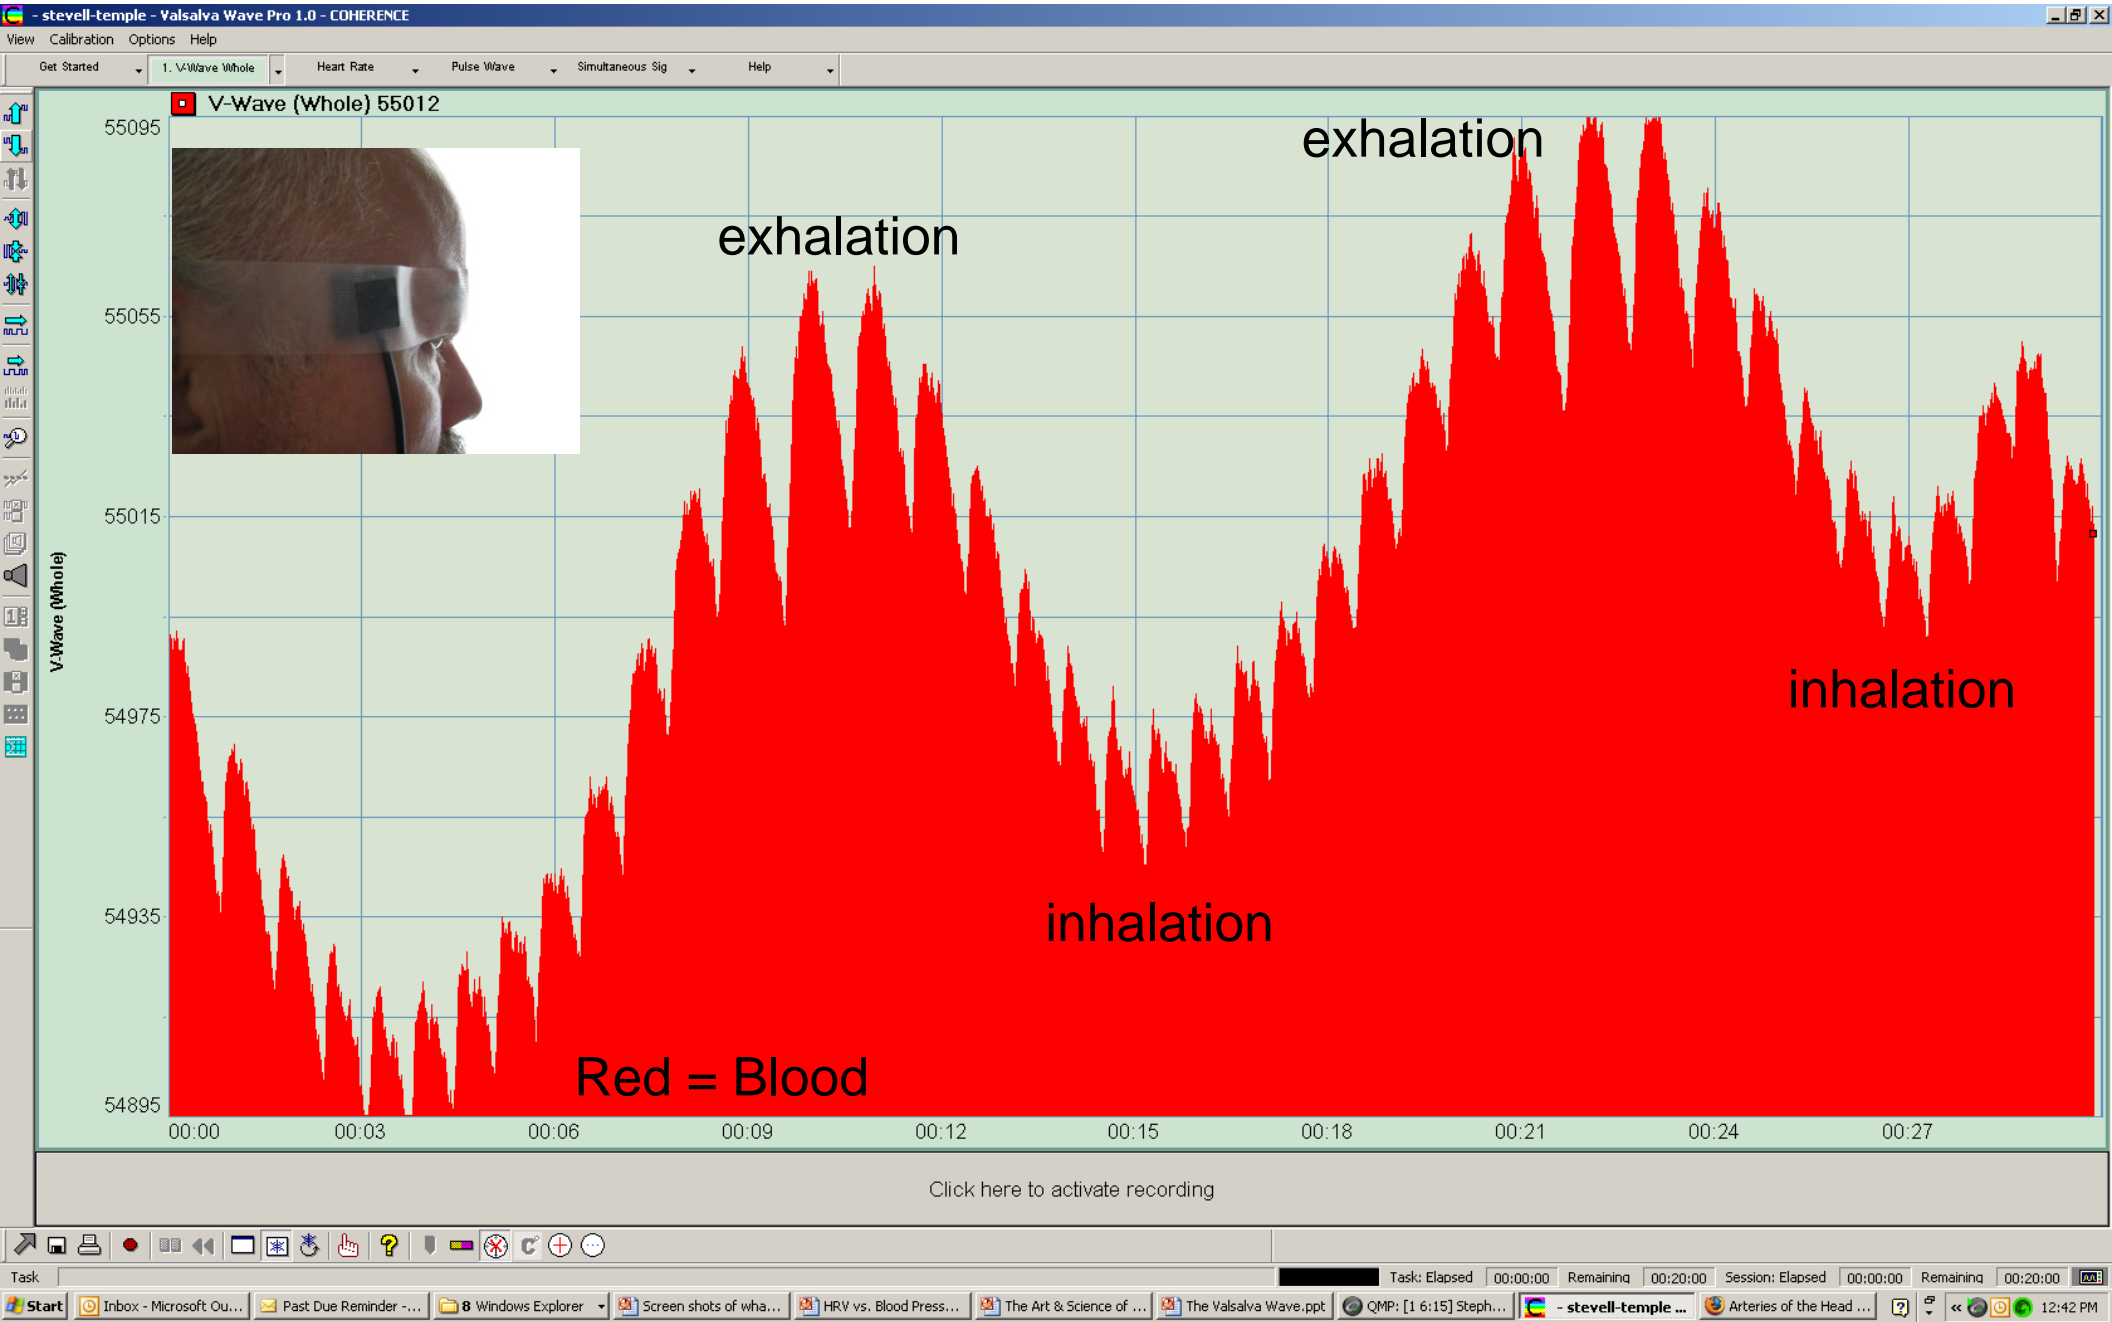 - stevell-temple - Valsalva Wave Pro 1.0 - COHERENCE
View Calibration Options Help
Get Started 1. V-Wave Whole Heart Rate Pulse Wave Simultaneous Sig Help
V-Wave (Whole) 55012
55095
exhalation
exhalation
55055
55015
V-Wave (Whole)
inhalation
54975
54935
inhalation
Red = Blood
54895
00:00 00:03 00:06 00:09 00:12 00:15 00:18 00:21 00:24 00:27
Click here to activate recording
Task Task: Elapsed 00:00:00 Remaining 00:20:00 Session: Elapsed 00:00:00 Remaining 00:20:00
Start Inbox - Microsoft Ou... Past Due Reminder -... 8 Windows Explorer Screen shots of wha... HRV vs. Blood Press... The Art & Science of ... The Valsalva Wave.ppt QMP: [1 6:15] Steph... - stevell-temple ... Arteries of the Head ... 12:42 PM